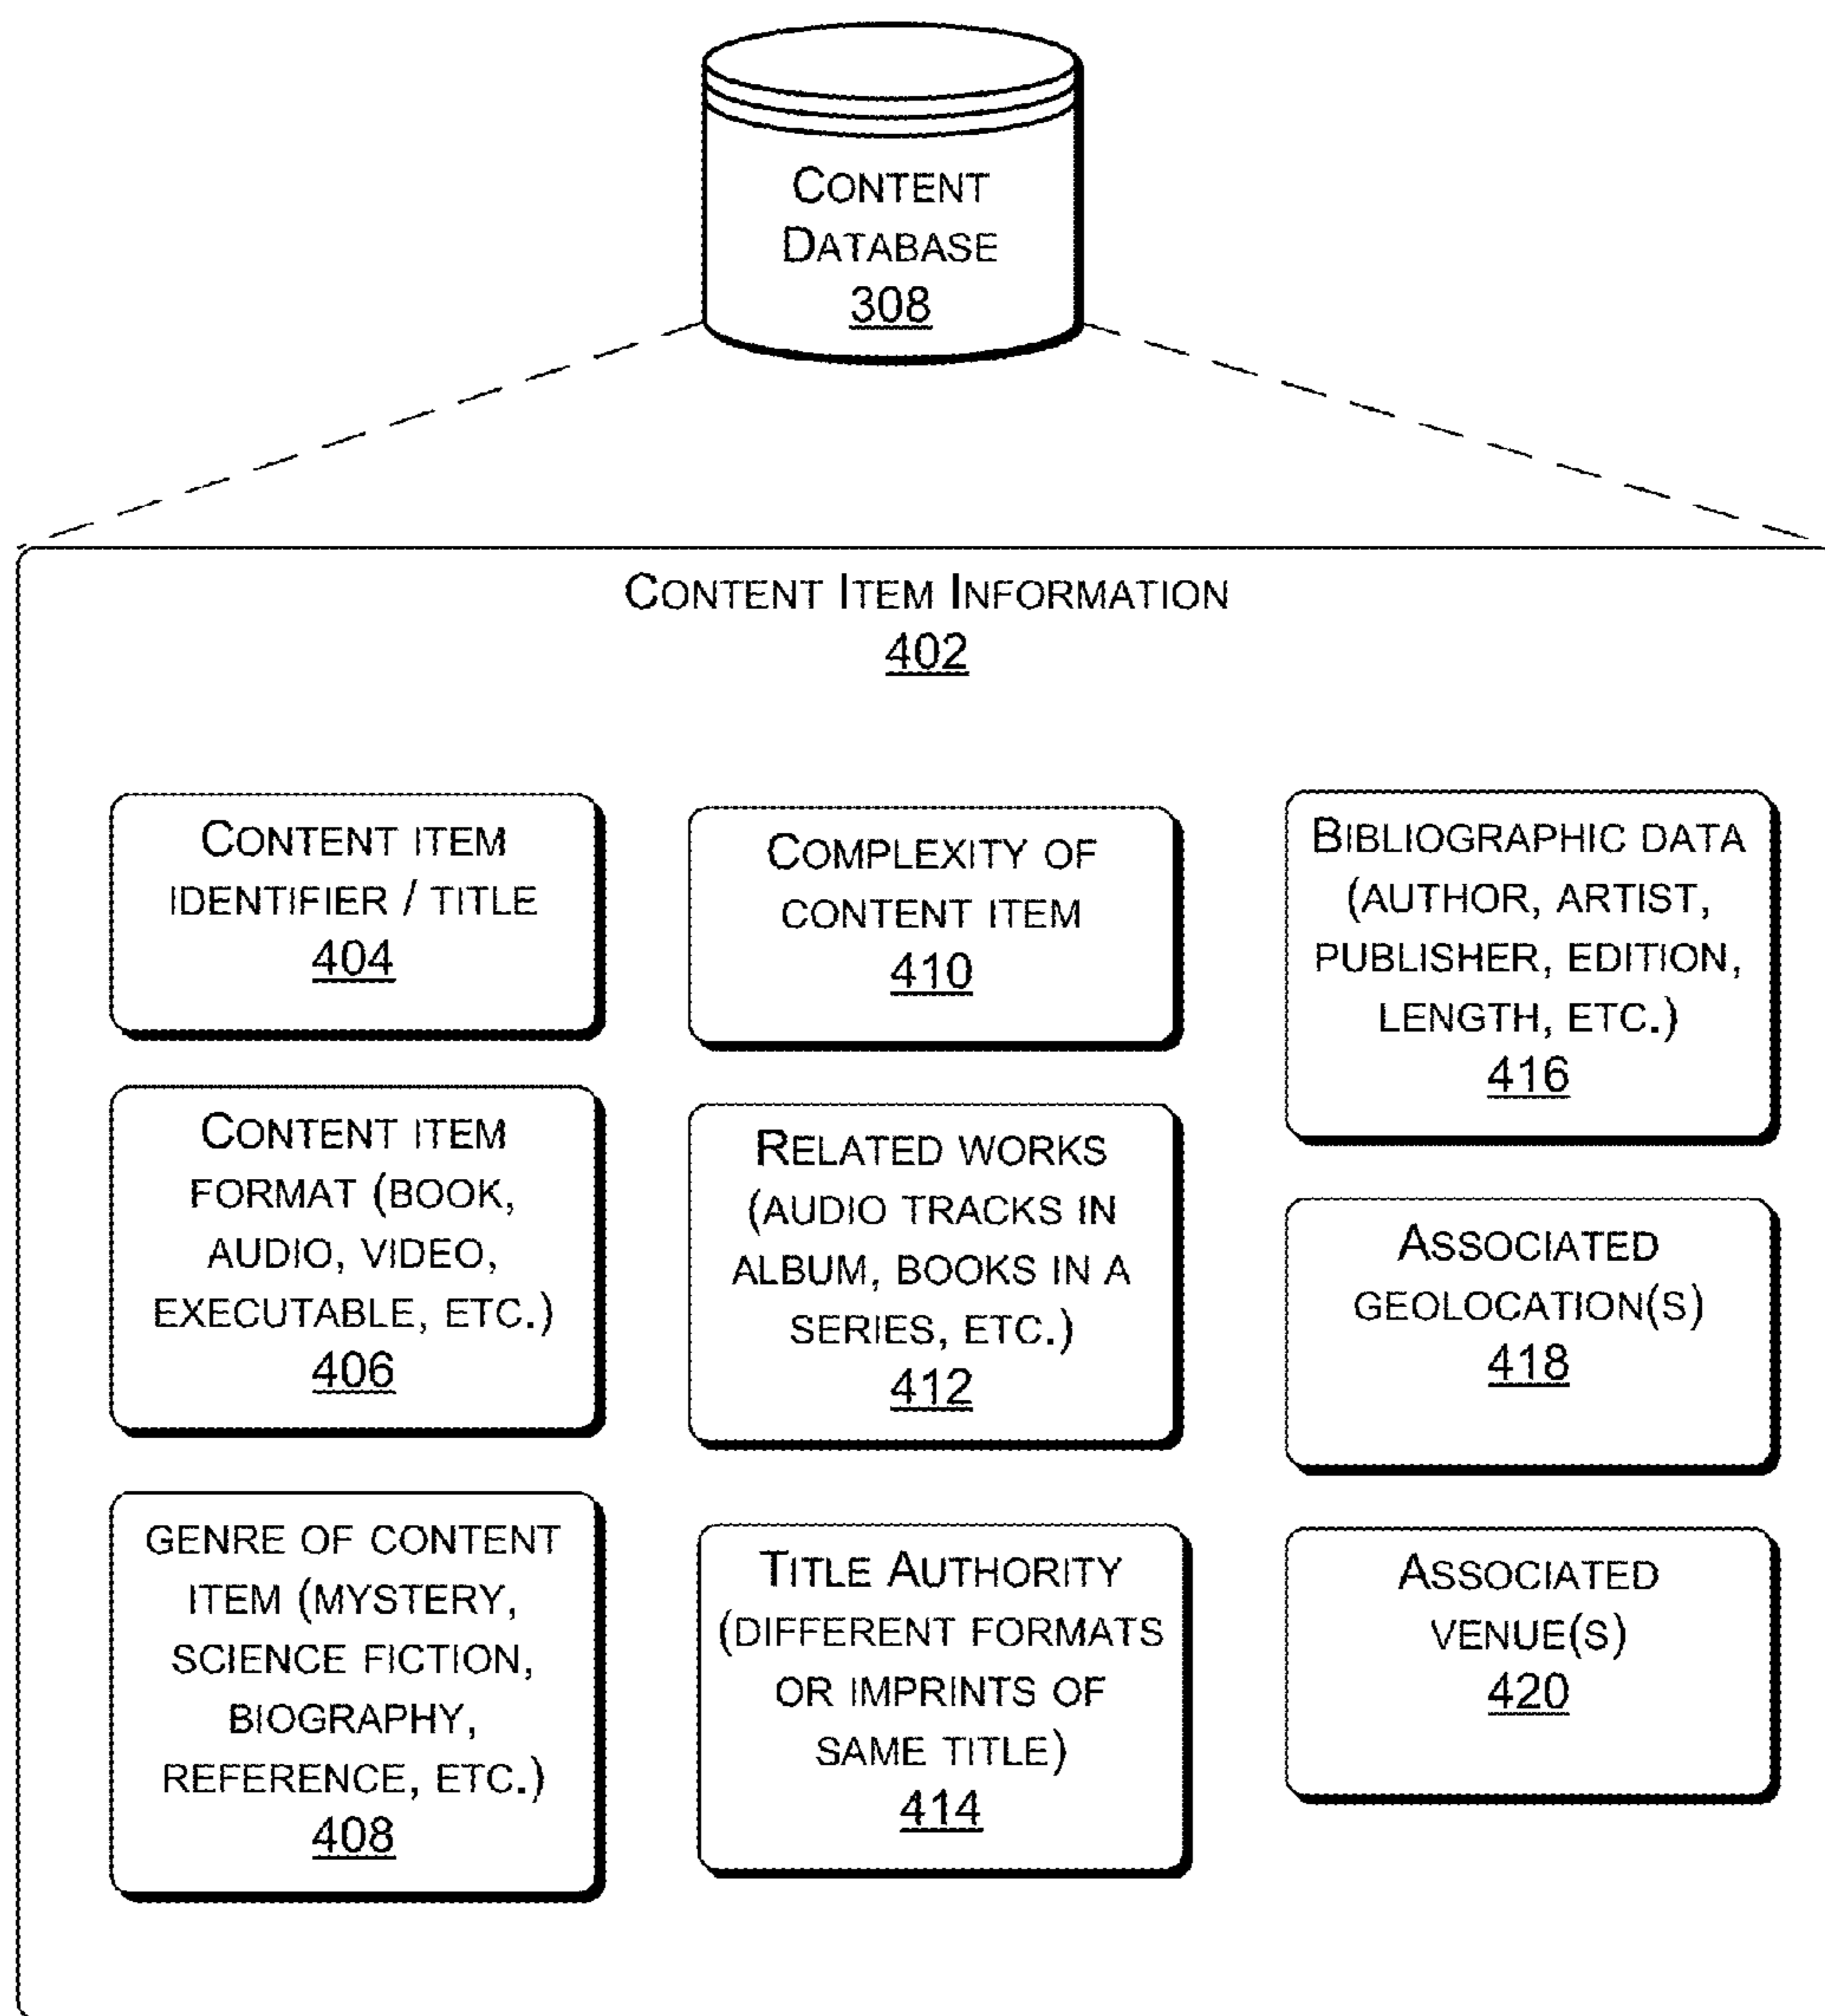 CONTENT
DATABASE
308
CONTENT ITEM INFORMATION
402
CONTENT ITEM
IDENTIFIER / TITLE
404
CONTENT ITEM
FORMAT (BOOK,
AUDIO, VIDEO,
EXECUTABLE, ETC.)
406
GENRE OF CONTENT
ITEM (MYSTERY,
SCIENCE FICTION,
BIOGRAPHY,
REFERENCE, ETC.)
408
COMPLEXITY OF
CONTENT ITEM
410
RELATED WORKS
(AUDIO TRACKS IN
ALBUM, BOOKS IN A
SERIES, ETC.)
412
TITLE AUTHORITY
(DIFFERENT FORMATS
OR IMPRINTS OF
SAME TITLE)
414
BIBLIOGRAPHIC DATA
(AUTHOR, ARTIST,
PUBLISHER, EDITION,
LENGTH, ETC.)
416
ASSOCIATED
GEOLOCATION(S)
418
ASSOCIATED
VENUE(S)
420